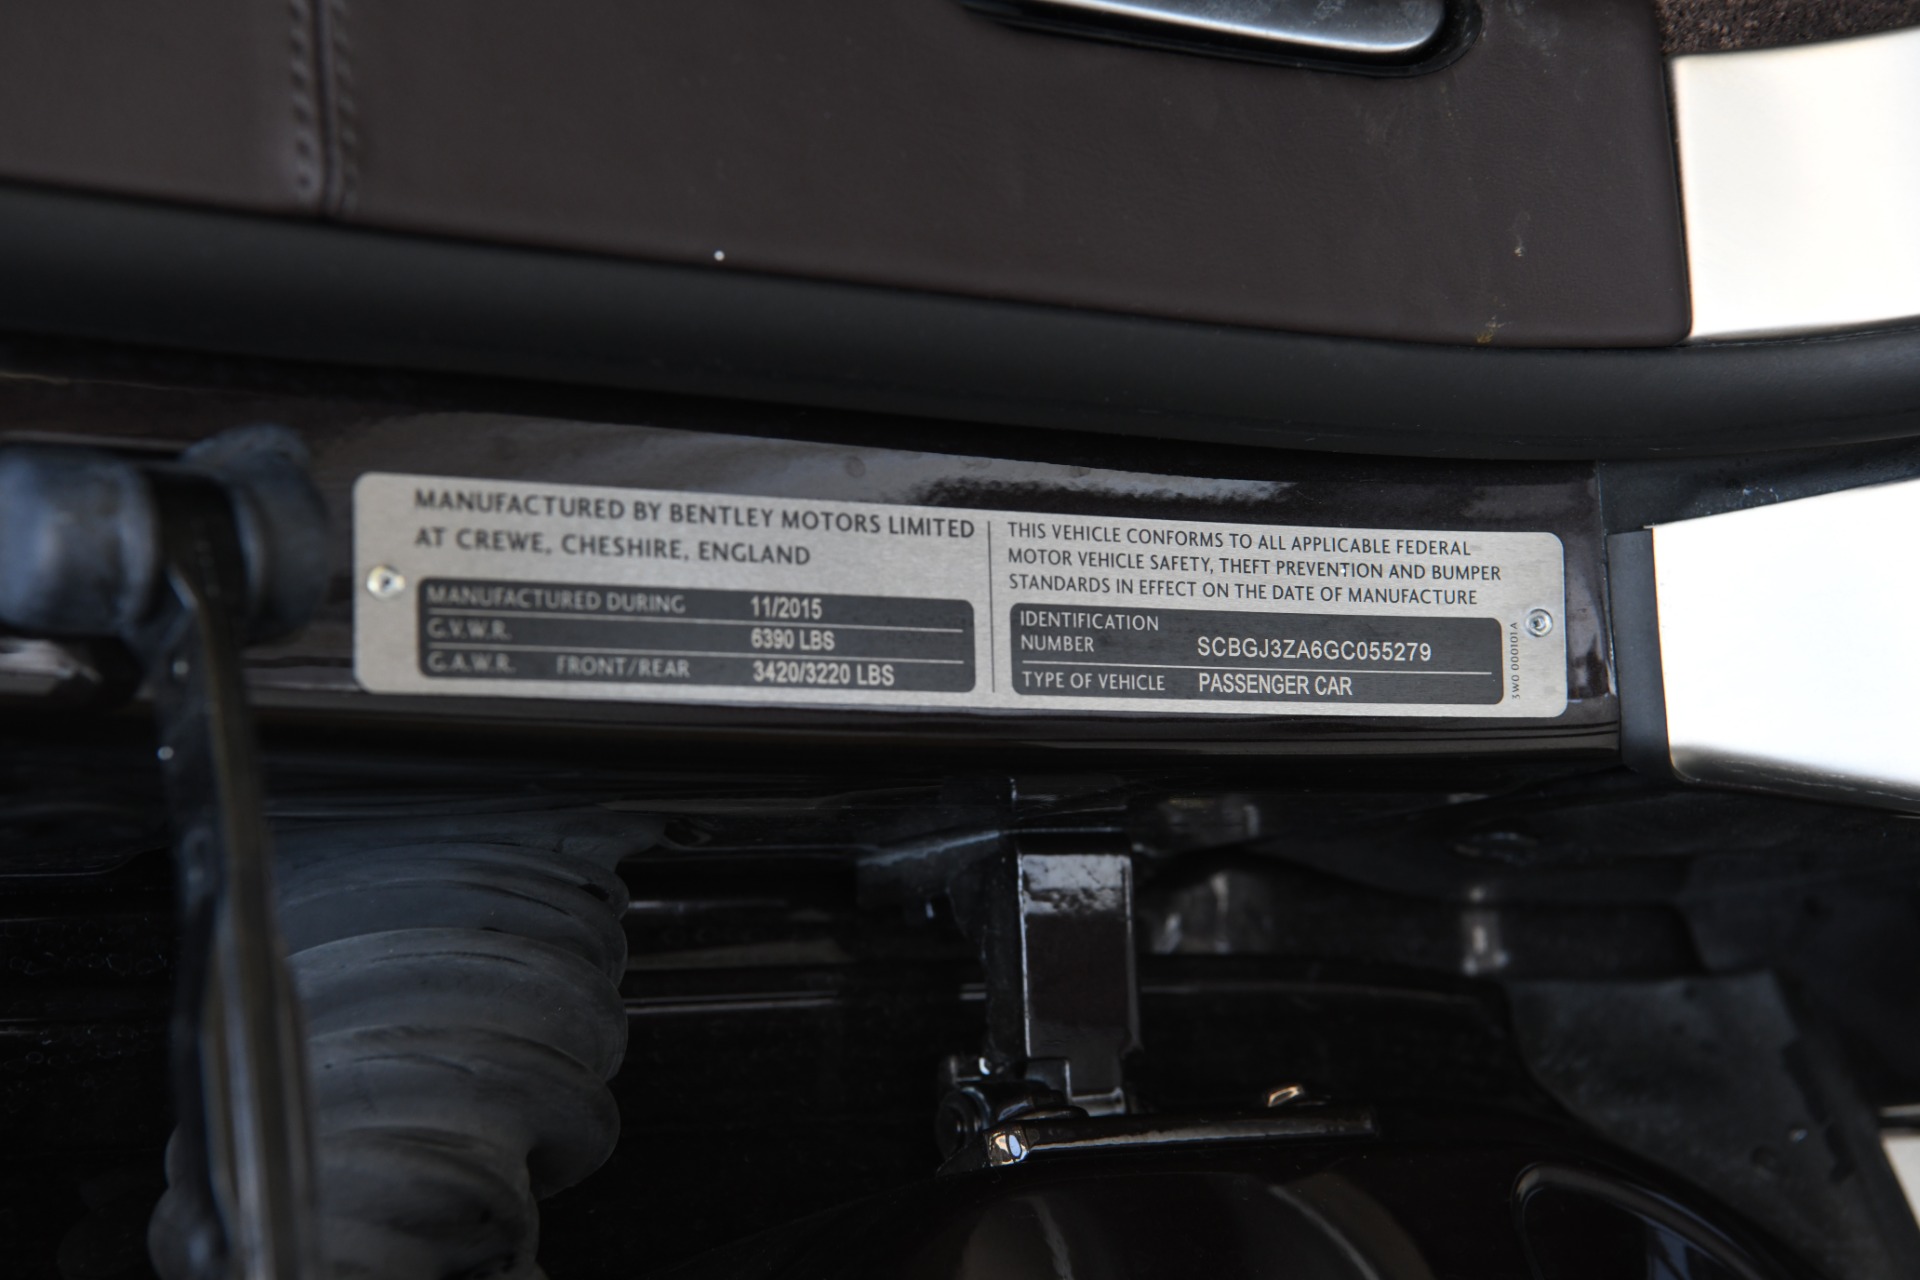 MANUFACTURED BY BENTLEY MOTORS LIMITED
AT CREWE, CHESHIRE, ENGLAND
MANUFACTURED DURING 11/2015
G.V.W.R. 6390 LBS
G.A.W.R. FRONT/REAR 3420/3220 LBS
THIS VEHICLE CONFORMS TO ALL APPLICABLE FEDERAL
MOTOR VEHICLE SAFETY, THEFT PREVENTION AND BUMPER
STANDARDS IN EFFECT ON THE DATE OF MANUFACTURE
IDENTIFICATION
NUMBER SCBGJ3ZA6GC055279
TYPE OF VEHICLE PASSENGER CAR
3W0 000101A